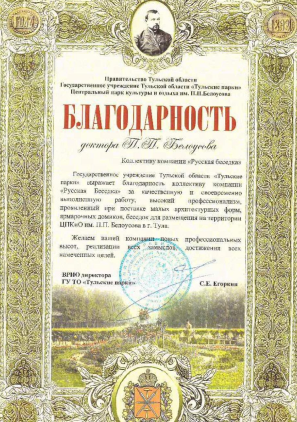 Правительство Тульской области
Государственное учреждение Тульской области «Тульские парки»
Центральный парк культуры и отдыха им. П.П.Белоусова
БЛАГОДАРНОСТЬ
доктора П.П. Белоусова
Коллективу компании «Русская беседка»
Государственное учреждение Тульской области «Тульские
парки» выражает благодарность коллективу компании
«Русская Беседка» за качественную и своевременно
выполненную работу, высокий профессионализм,
проявленный при поставке малых архитектурных форм,
ярмарочных домиков, беседок для размещения на территории
ЦПКиО им. П.П. Белоусова в г. Тула.
Желаем вашей компании новых профессиональных
высот, реализации всех замыслов, достижения всех
намеченных целей.
ВРИО директора
ГУ ТО «Тульские парки»
С.Е. Егорина